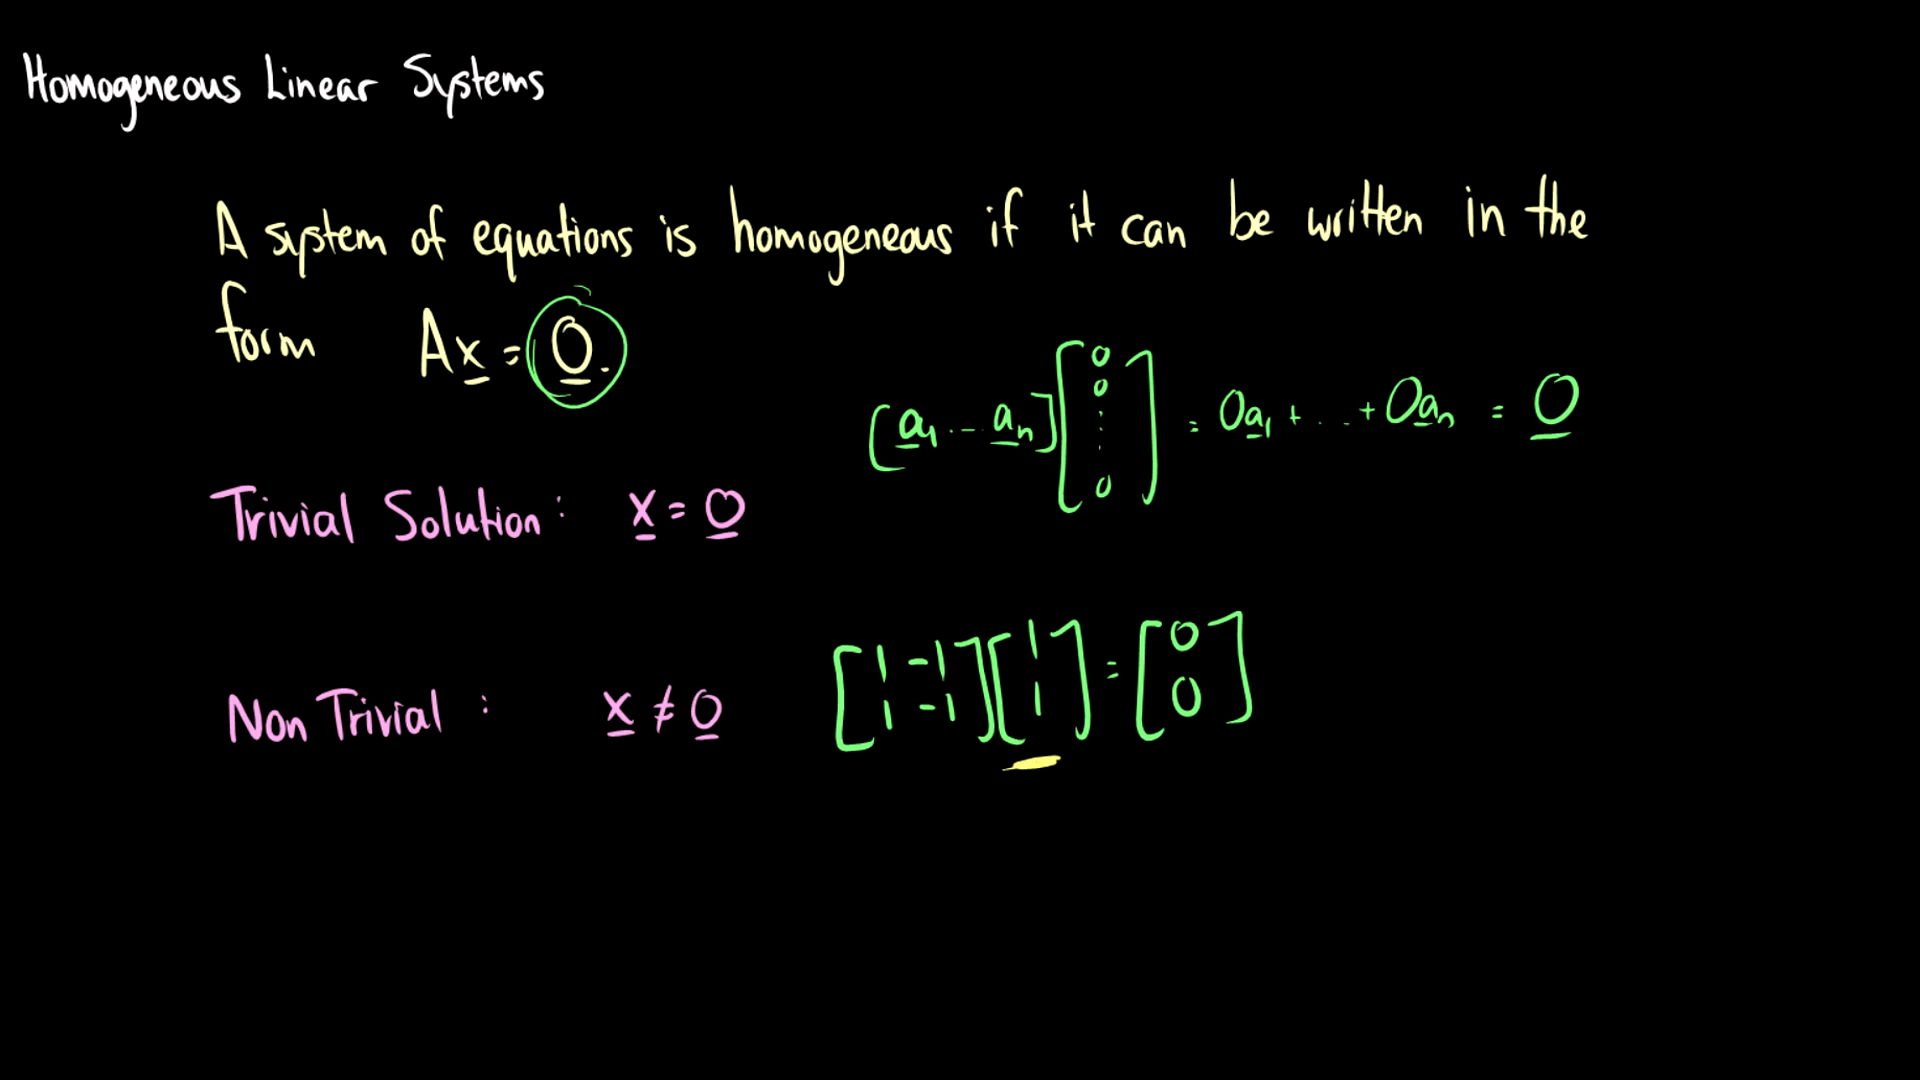 Homogeneous Linear Systems
A system of equations is homogeneous if it can be written in the
form Ax = 0.
[a₁ ... aₙ] [0 0 ⋮ 0] = 0a₁ + ... + 0aₙ = 0
Trivial Solution: x = 0
Non Trivial: x ≠ 0
[1 -1
1 -1] [1
1] = [0
0]